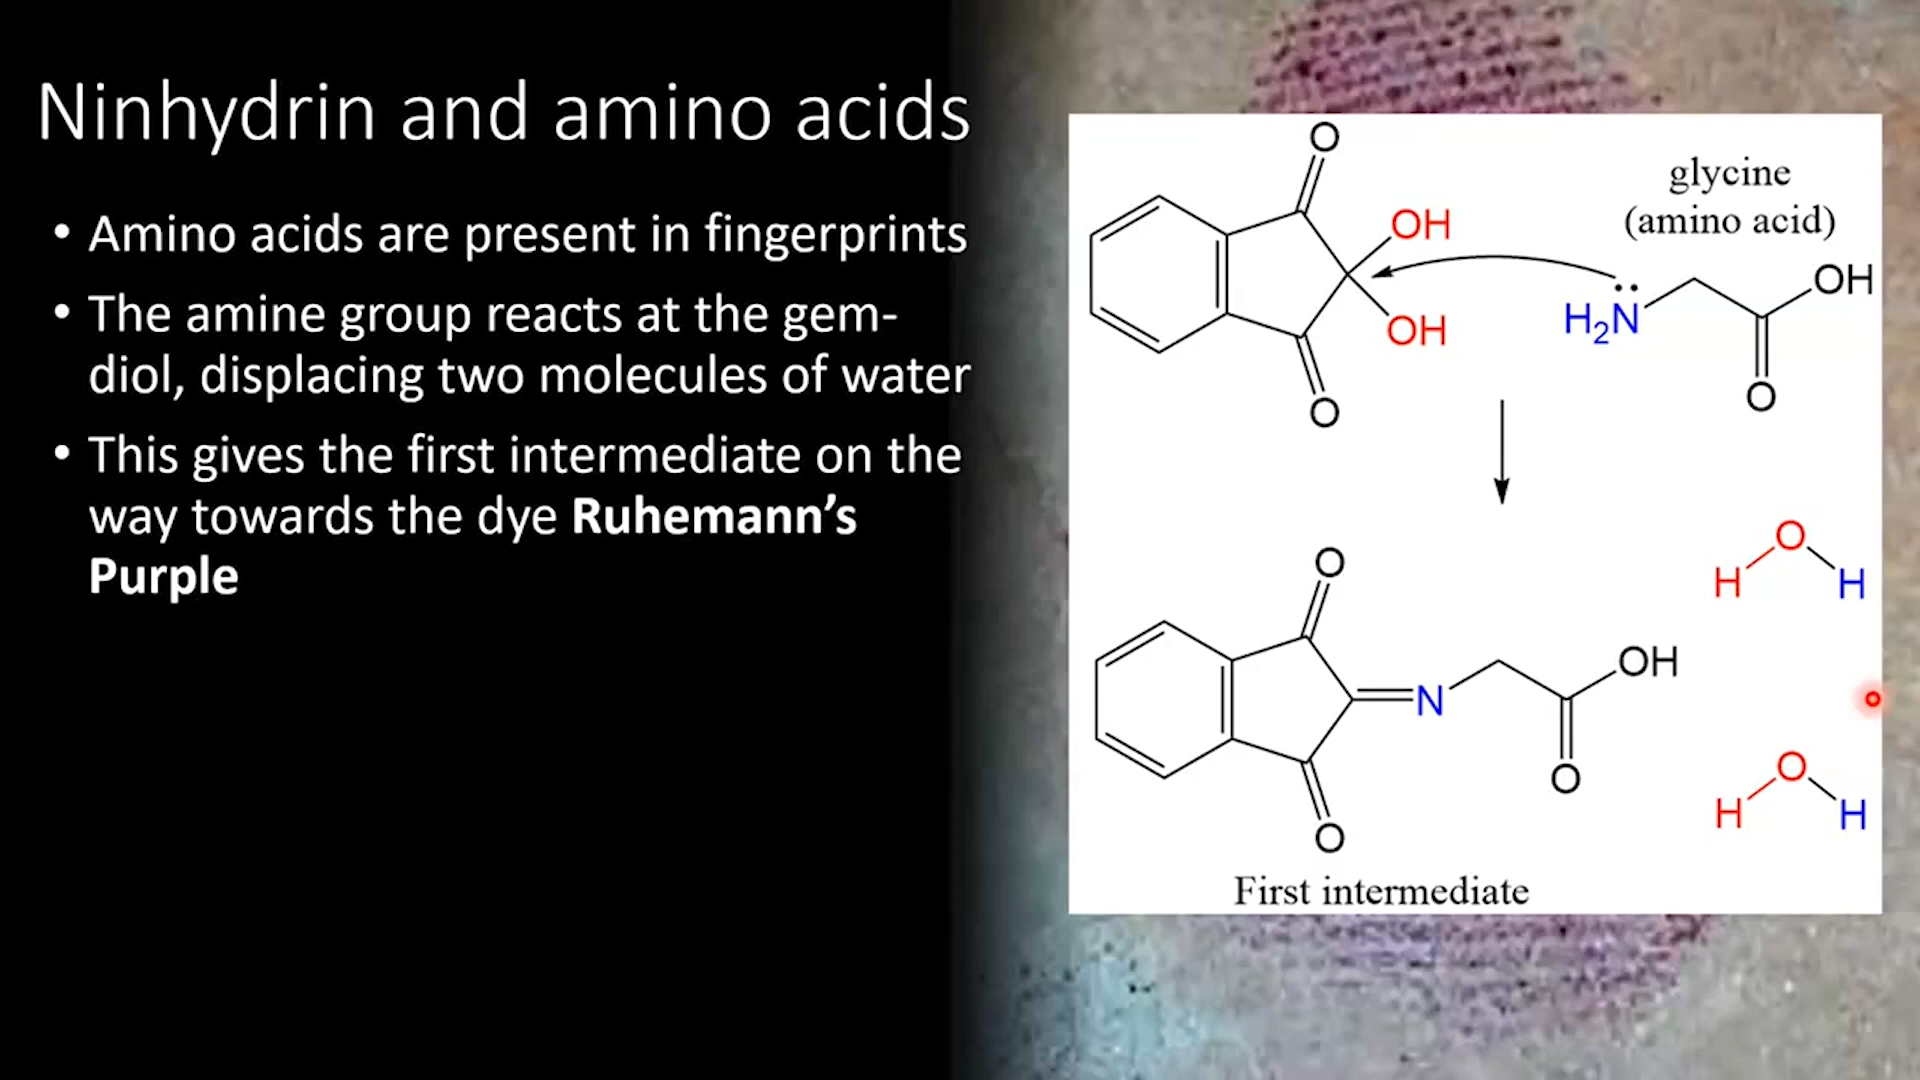 Ninhydrin and amino acids
• Amino acids are present in fingerprints
• The amine group reacts at the gem-
diol, displacing two molecules of water
• This gives the first intermediate on the
way towards the dye Ruhemann's
Purple
O
glycine
(amino acid)
OH
OH
H₂N
OH
O
O
O
H O H
N
OH
O
O
H O H
First intermediate